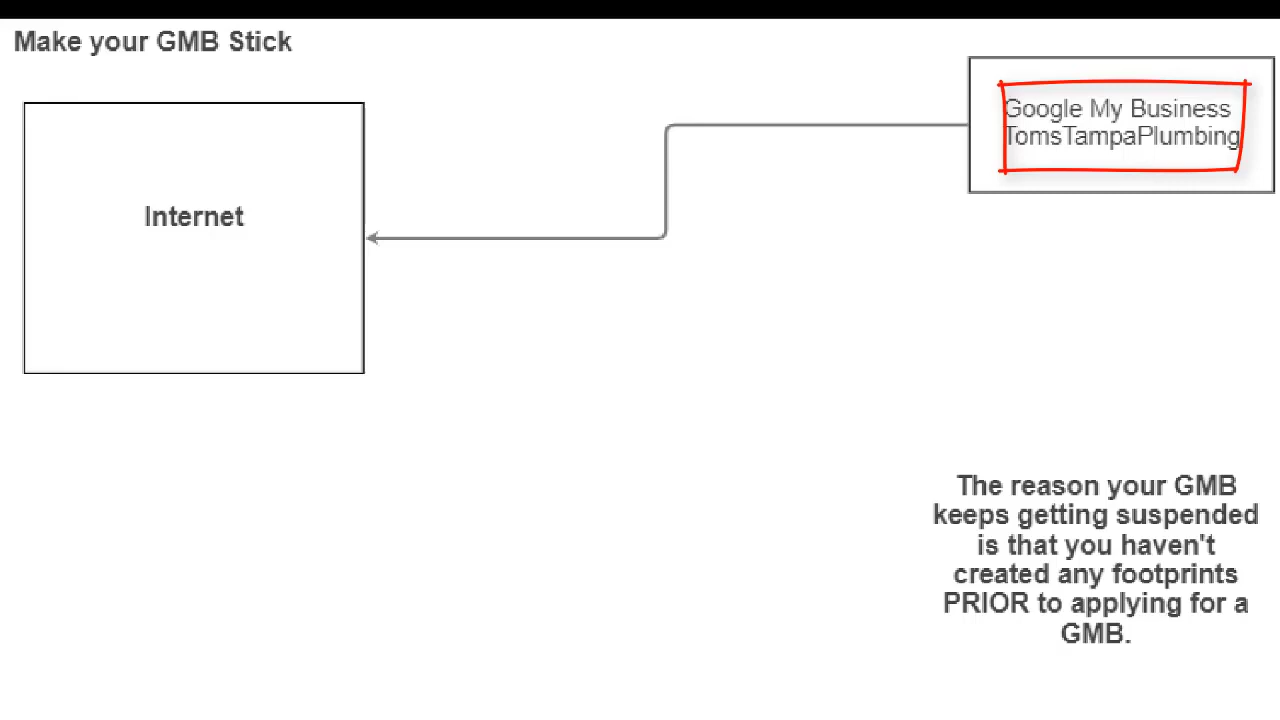 Make your GMB Stick
Google My Business
TomsTampaPlumbing
Internet
The reason your GMB
keeps getting suspended
is that you haven't
created any footprints
PRIOR to applying for a
GMB.